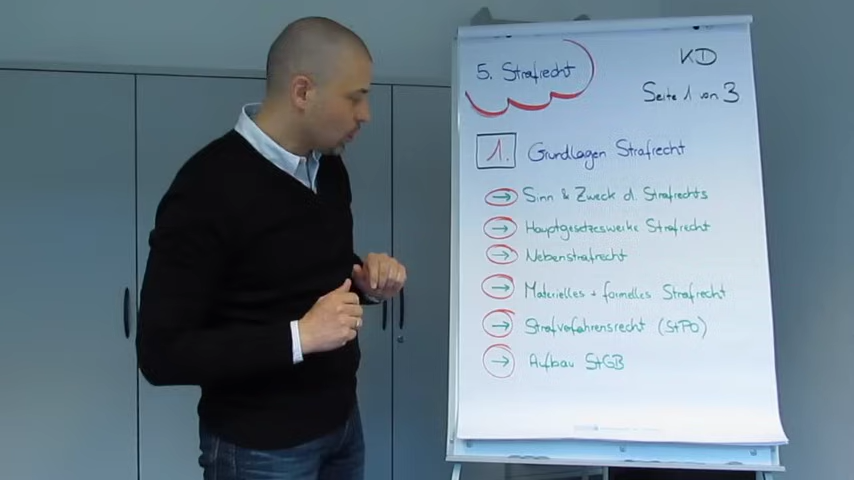 5. Strafrecht
KD
Seite 1 von 3
1. Grundlagen Strafrecht
→ Sinn & Zweck d. Strafrechts
→ Hauptgesetzeswerke Strafrecht
→ Nebenstrafrecht
→ Materielles + formelles Strafrecht
→ Strafverfahrensrecht (StPO)
→ Aufbau StGB